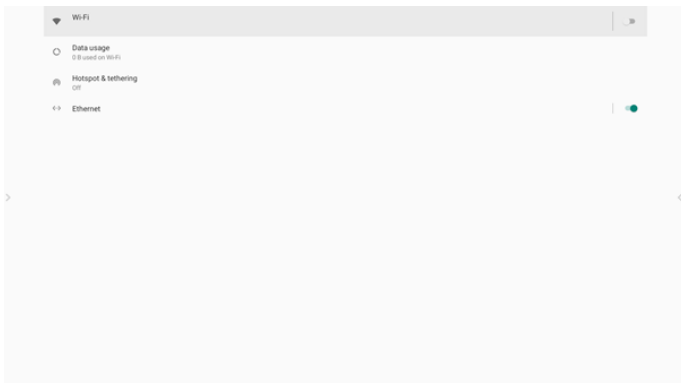 Wi-Fi
Data usage
0 B used on Wi-Fi
Hotspot & tethering
Off
Ethernet